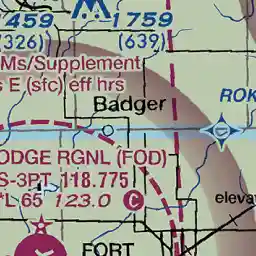 459 1759
(326) (639)
Ms/Supplement
s E (sfc) eff hrs
Badger
ROK
ODGE RGNL (FOD)
S-3PT 118.775
*L 65 123.0 C
eleva
FORT